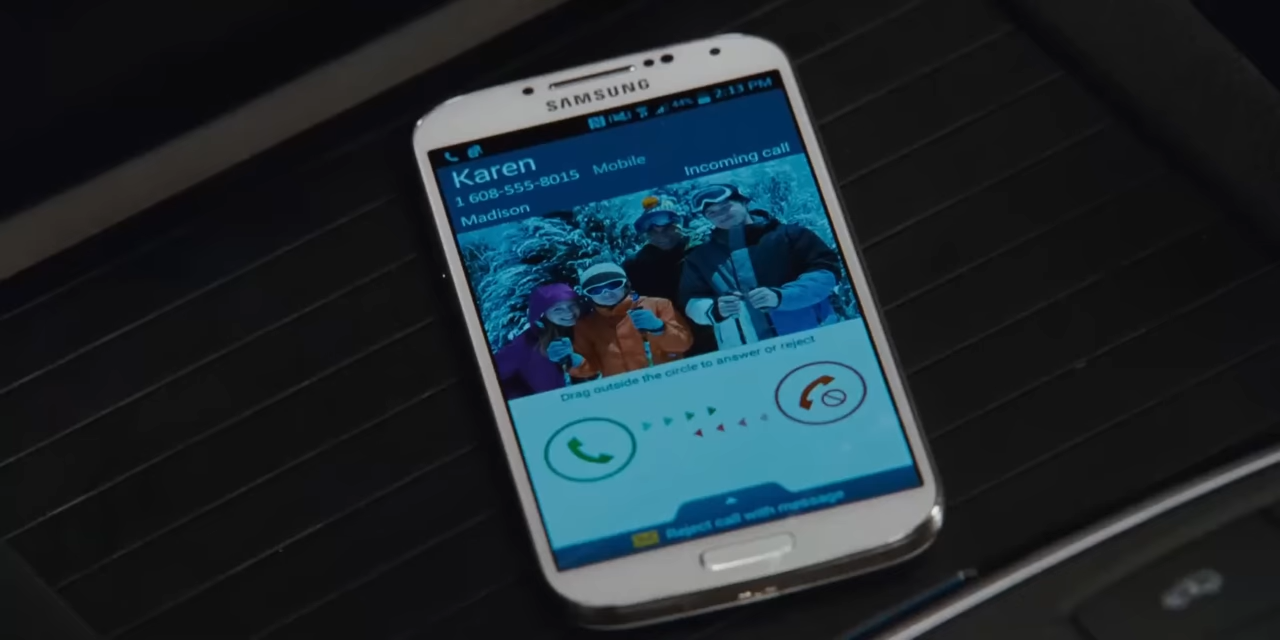 SAMSUNG
44% 2:13 PM
Karen
1 608-555-8015 Mobile
Incoming call
Madison
Drag outside the circle to answer or reject
Reject call with message